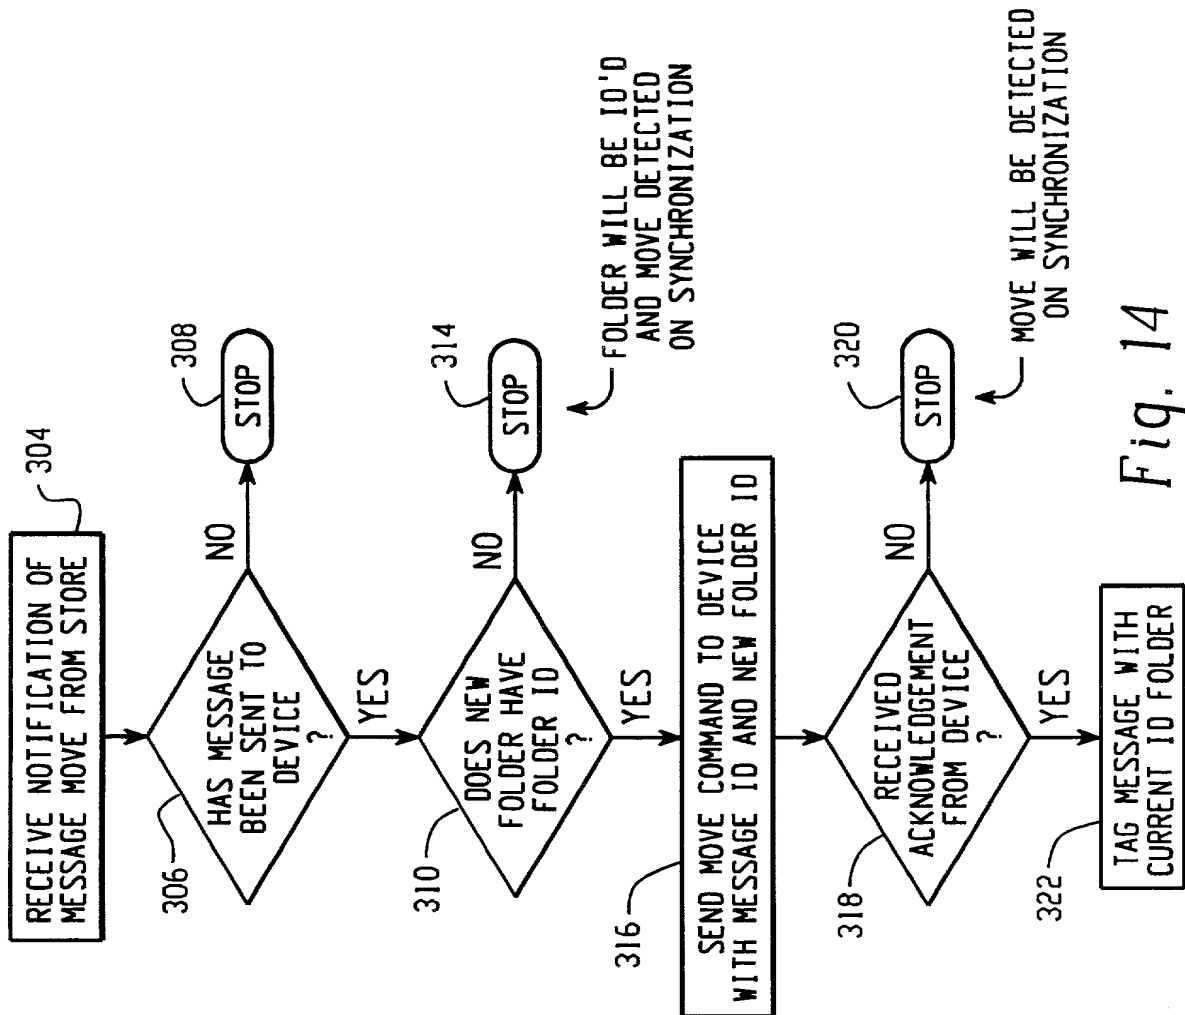 304
RECEIVE NOTIFICATION OF
MESSAGE MOVE FROM STORE
306
HAS MESSAGE
BEEN SENT TO
DEVICE
?
NO
308
STOP
YES
310
DOES NEW
FOLDER HAVE
FOLDER ID
?
NO
314
STOP
FOLDER WILL BE ID'D
AND MOVE DETECTED
ON SYNCHRONIZATION
YES
316
SEND MOVE COMMAND TO DEVICE
WITH MESSAGE ID AND NEW FOLDER ID
318
RECEIVED
ACKNOWLEDGEMENT
FROM DEVICE
?
NO
320
STOP
MOVE WILL BE DETECTED
ON SYNCHRONIZATION
YES
322
TAG MESSAGE WITH
CURRENT ID FOLDER
Fig. 14